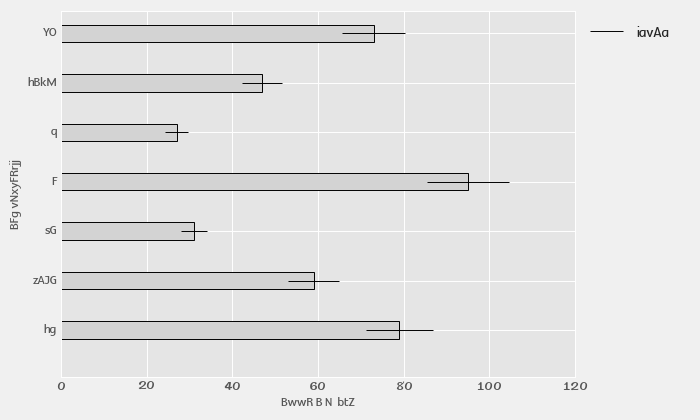 YO
iavAa
hBkM
q
F
sG
zAJG
hg
BFg vNxyFRrjj
0 20 40 60 80 100 120
BwwR B N btZ